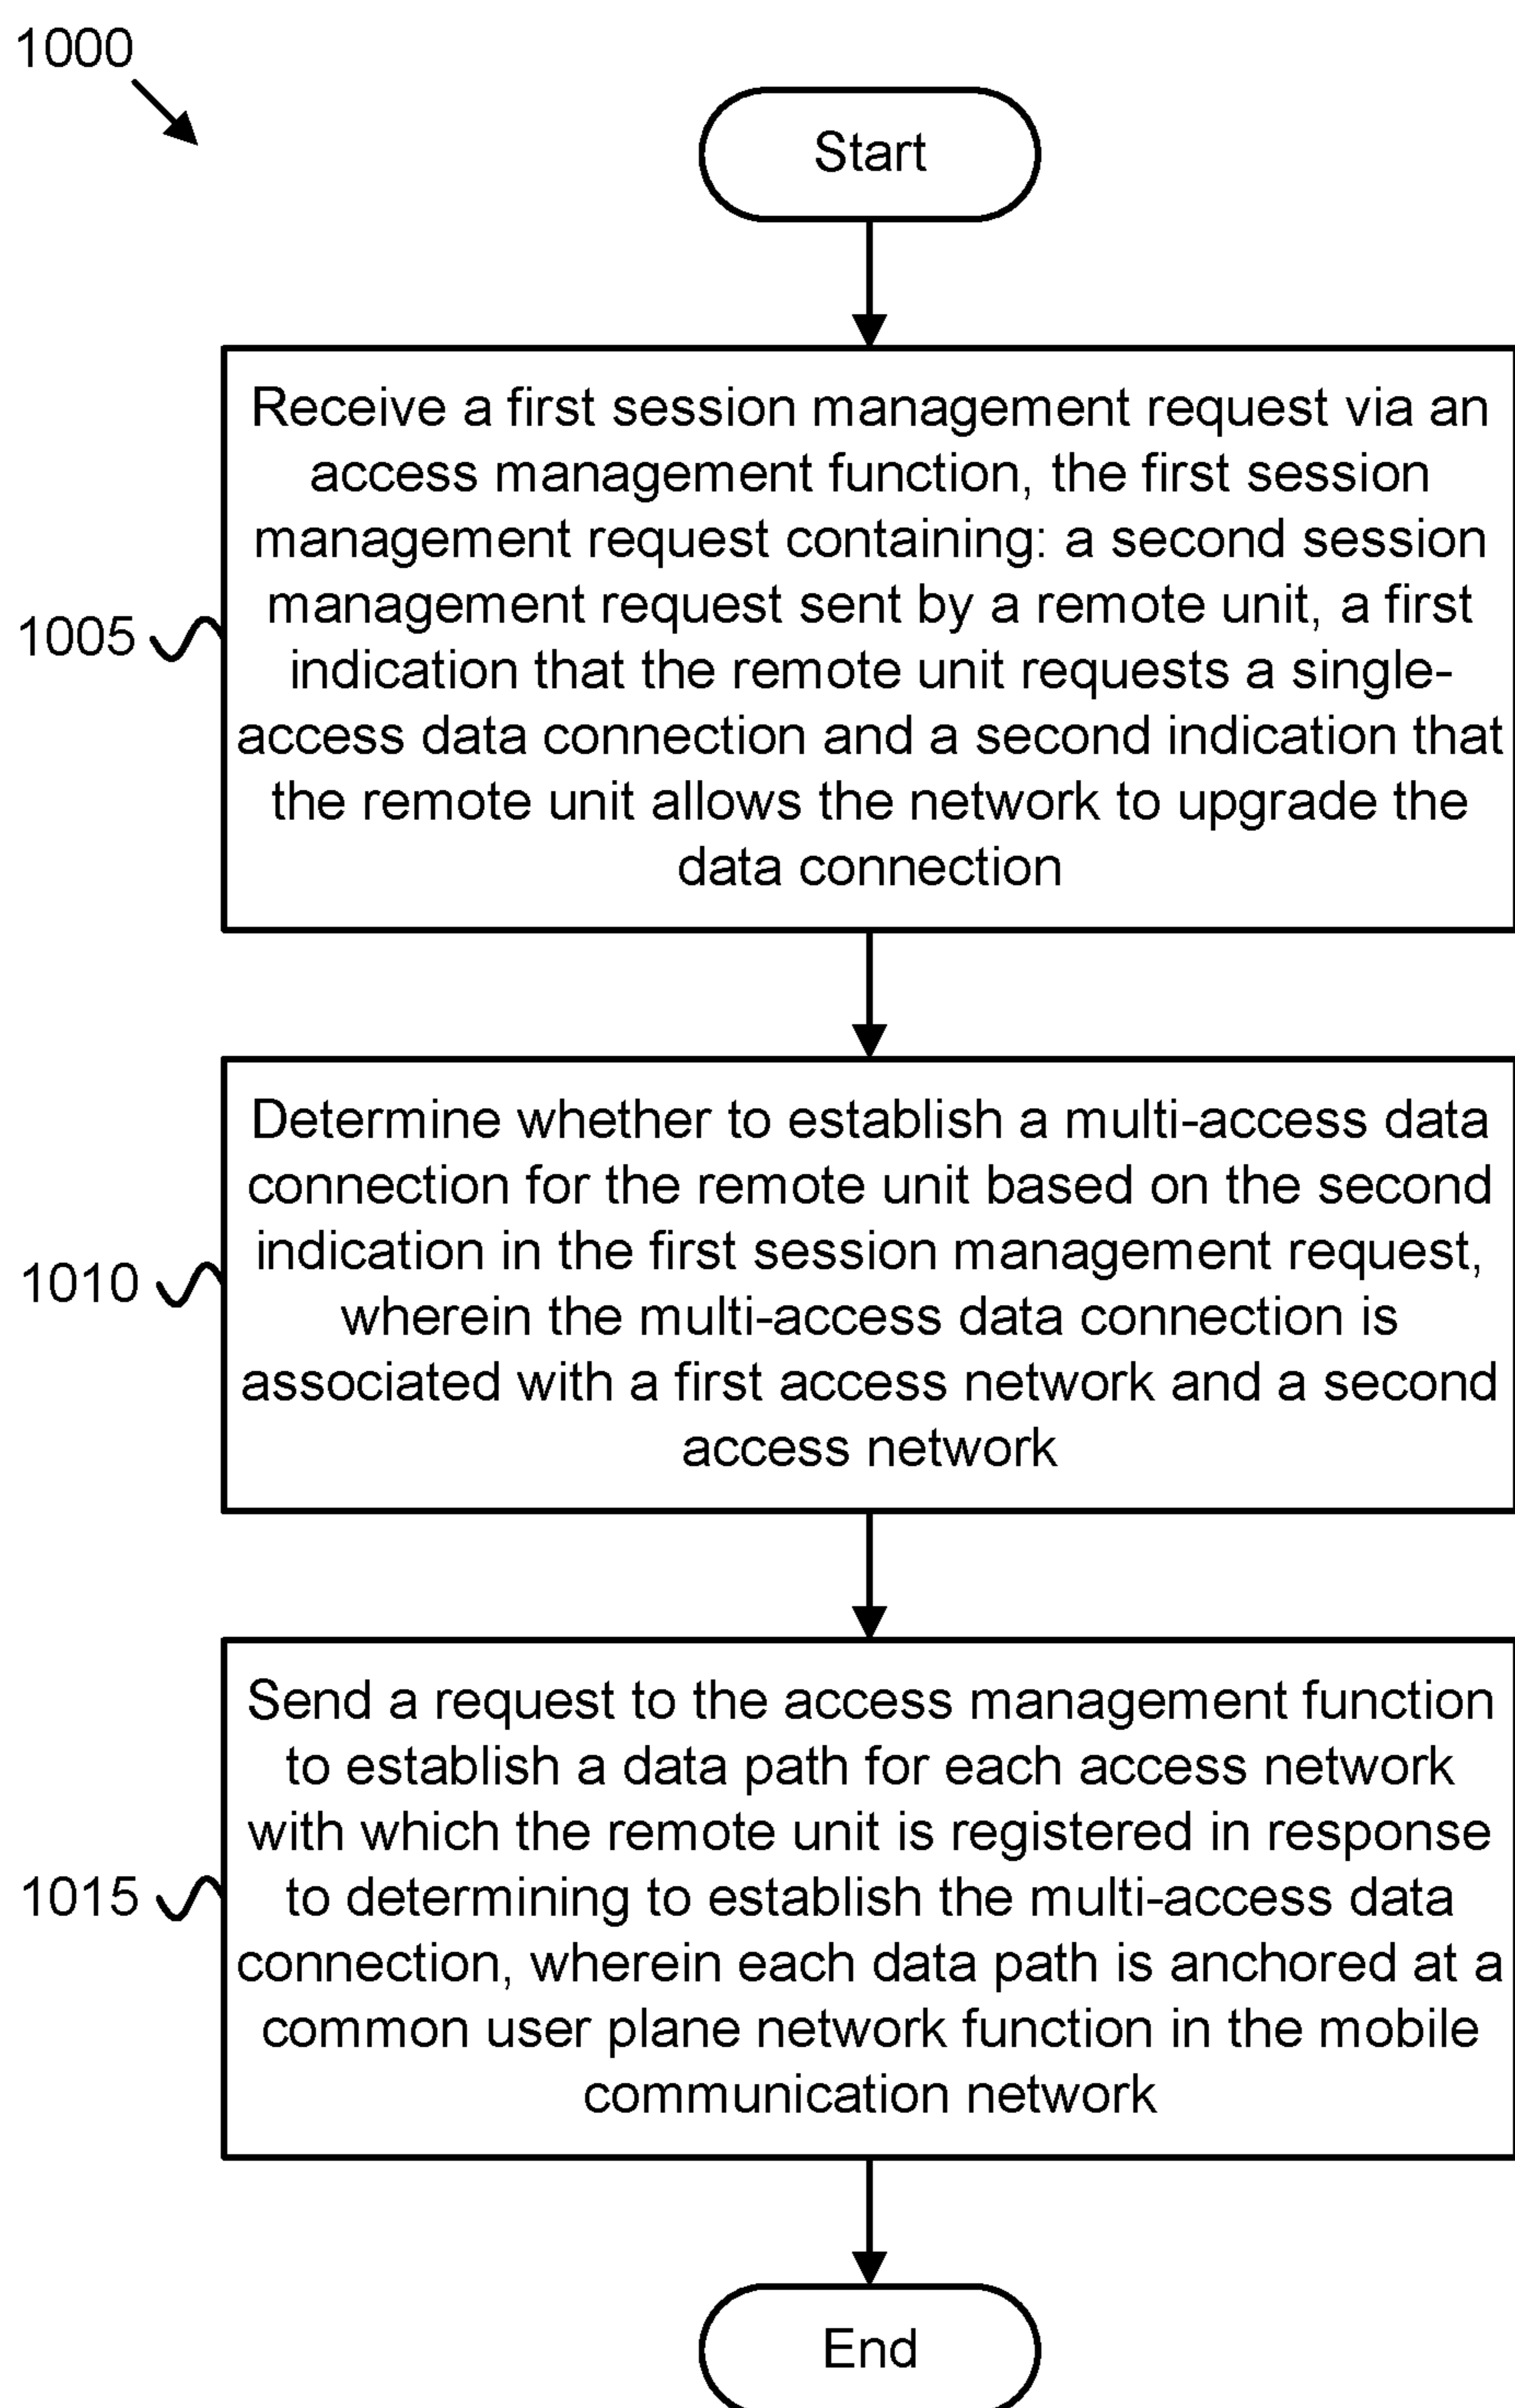 1000
Start
Receive a first session management request via an
access management function, the first session
management request containing: a second session
management request sent by a remote unit, a first
indication that the remote unit requests a single-
access data connection and a second indication that
the remote unit allows the network to upgrade the
data connection
1005
Determine whether to establish a multi-access data
connection for the remote unit based on the second
indication in the first session management request,
wherein the multi-access data connection is
associated with a first access network and a second
access network
1010
Send a request to the access management function
to establish a data path for each access network
with which the remote unit is registered in response
to determining to establish the multi-access data
connection, wherein each data path is anchored at a
common user plane network function in the mobile
communication network
1015
End